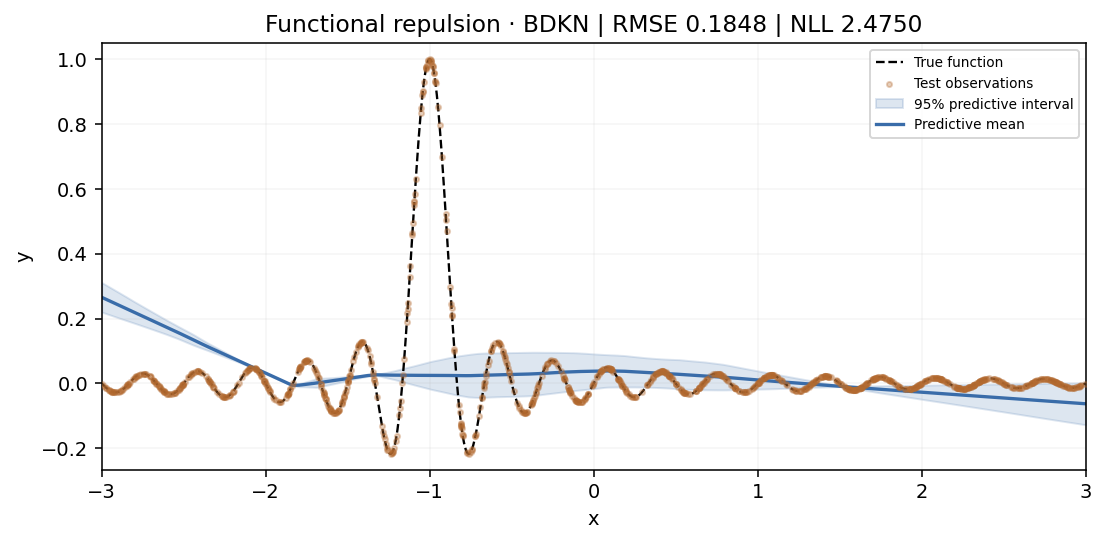 Functional repulsion · BDKN | RMSE 0.1848 | NLL 2.4750
True function
Test observations
95% predictive interval
Predictive mean
1.0
0.8
0.6
0.4
0.2
0.0
−0.2
y
−3 −2 −1 0 1 2 3
x